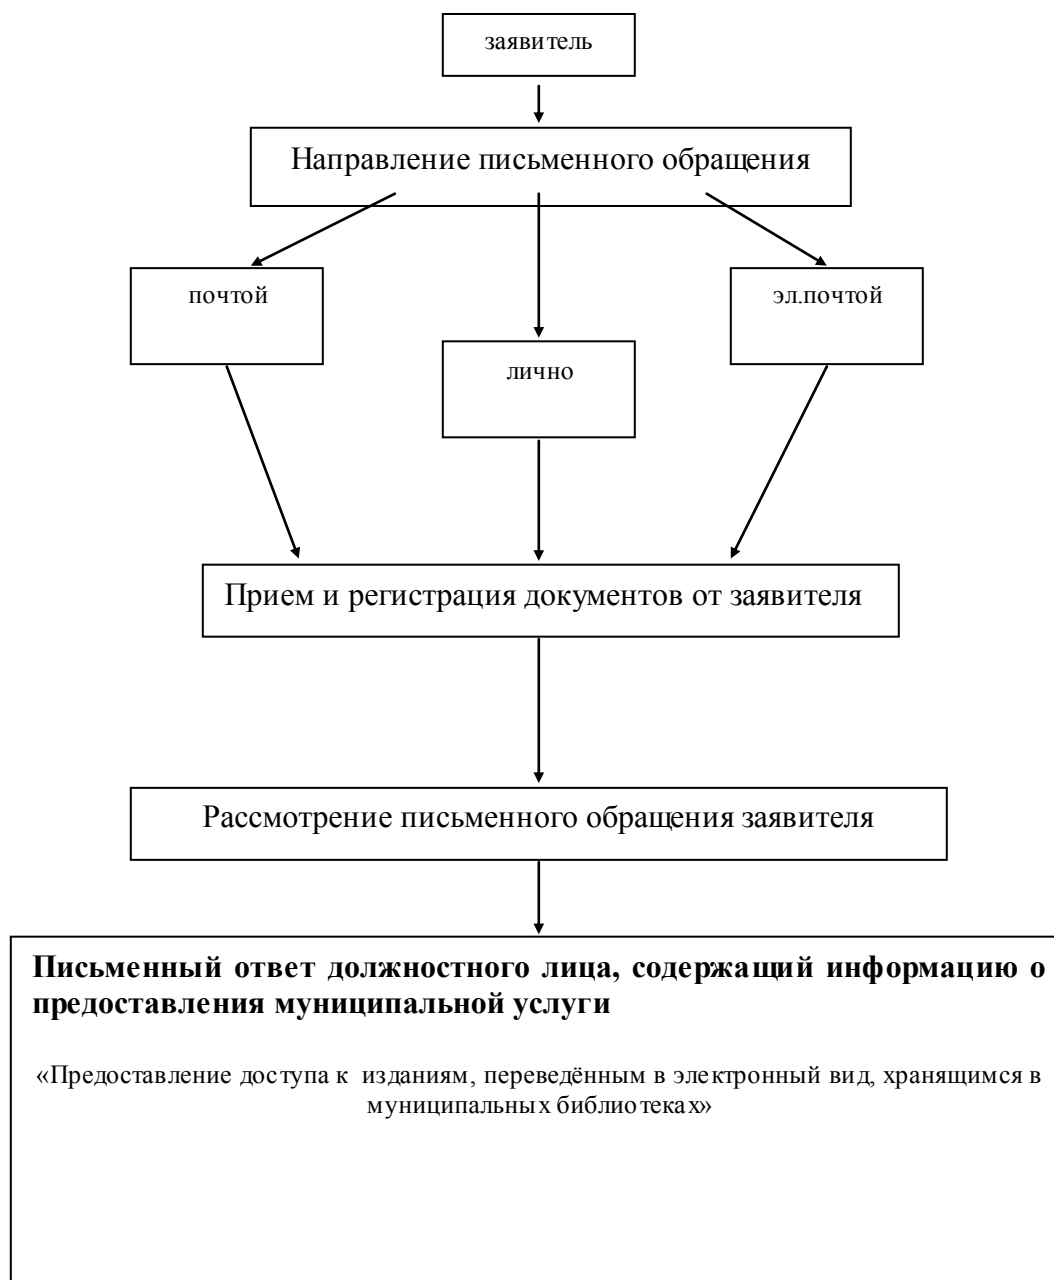 заявитель
Направление письменного обращения
почтой
эл.почтой
лично
Прием и регистрация документов от заявителя
Рассмотрение письменного обращения заявителя
Письменный ответ должностного лица, содержащий информацию о
предоставления муниципальной услуги
«Предоставление доступа к изданиям, переведённым в электронный вид, хранящимся в
муниципальных библиотеках»